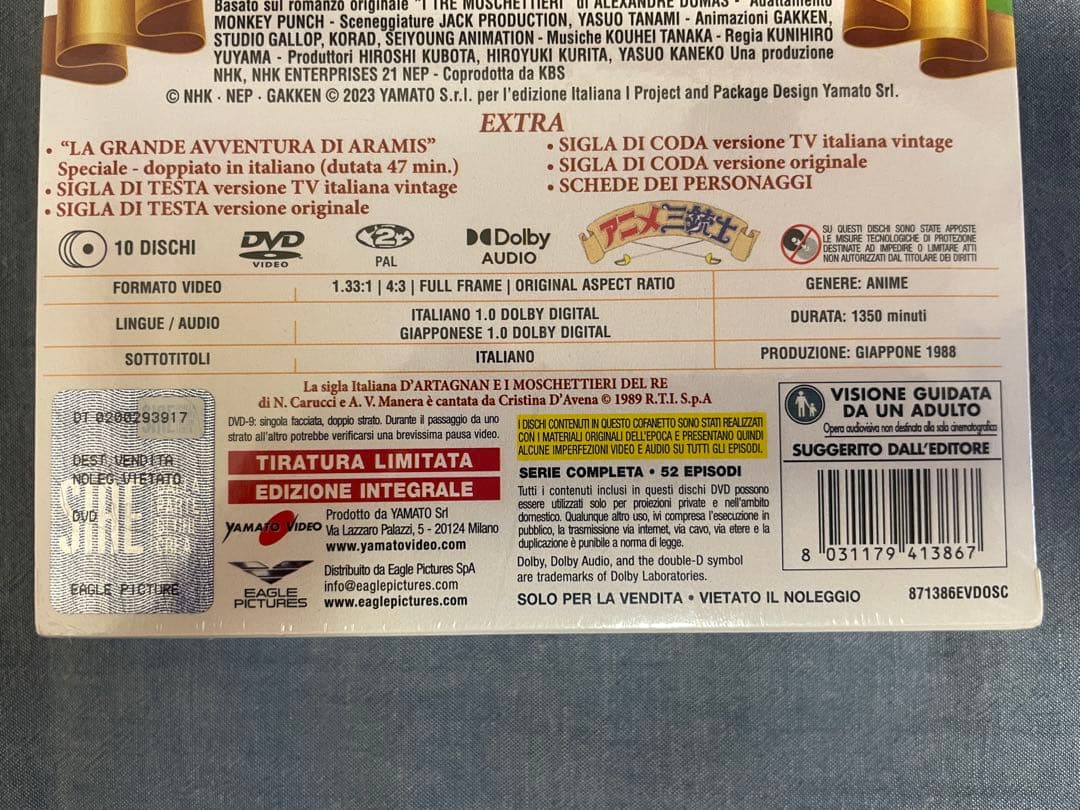 Basato sul romanzo originale "I TRE MOSCHETTIERI" di ALEXANDRE DUMAS - Adattamento
MONKEY PUNCH - Sceneggiature JACK PRODUCTION, YASUO TANAMI - Animazioni GAKKEN,
STUDIO GALLOP, KORAD, SEIYOUNG ANIMATION - Musiche KOUHEI TANAKA - Regia KUNIHIRO
YUYAMA - Produttori HIROSHI KUBOTA, HIROYUKI KURITA, YASUO KANEKO Una produzione
NHK, NHK ENTERPRISES 21 NEP - Coprodotta da KBS
© NHK · NEP · GAKKEN © 2023 YAMATO S.r.l. per l'edizione Italiana I Project and Package Design Yamato Srl.
EXTRA
• "LA GRANDE AVVENTURA DI ARAMIS"
Speciale - doppiato in italiano (dutata 47 min.)
• SIGLA DI TESTA versione TV italiana vintage
• SIGLA DI TESTA versione originale
• SIGLA DI CODA versione TV italiana vintage
• SIGLA DI CODA versione originale
• SCHEDE DEI PERSONAGGI
10 DISCHI
DVD
VIDEO
2
PAL
Dolby
AUDIO
アニメ三銃士
SU QUESTI DISCHI SONO STATE APPOSTE
LE MISURE TECNOLOGICHE DI PROTEZIONE
DESTINATE AD IMPEDIRE O LIMITARE ATTI
NON AUTORIZZATI DAL TITOLARE DEI DIRITTI
FORMATO VIDEO
1.33:1 | 4:3 | FULL FRAME | ORIGINAL ASPECT RATIO
GENERE: ANIME
LINGUE / AUDIO
ITALIANO 1.0 DOLBY DIGITAL
GIAPPONESE 1.0 DOLBY DIGITAL
DURATA: 1350 minuti
SOTTOTITOLI
ITALIANO
PRODUZIONE: GIAPPONE 1988
La sigla Italiana D'ARTAGNAN E I MOSCHETTIERI DEL RE
di N. Carucci e A. V. Manera è cantata da Cristina D'Avena © 1989 R.T.I. S.p.A
DT 0200293917
DEST.VENDITA
NOLEG.VIETATO
DVD
SIAE
EAGLE PICTURE
DVD-9: singola facciata, doppio strato. Durante il passaggio da uno
strato all'altro potrebbe verificarsi una brevissima pausa video.
TIRATURA LIMITATA
EDIZIONE INTEGRALE
YAMATO VIDEO
Prodotto da YAMATO Srl
Via Lazzaro Palazzi, 5 - 20124 Milano
www.yamatovideo.com
EAGLE
PICTURES
Distribuito da Eagle Pictures SpA
info@eaglepictures.com
www.eaglepictures.com
I DISCHI CONTENUTI IN QUESTO COFANETTO SONO STATI REALIZZATI
CON I MATERIALI ORIGINALI DELL'EPOCA E PRESENTANO QUINDI
ALCUNE IMPERFEZIONI VIDEO E AUDIO SU TUTTI GLI EPISODI.
SERIE COMPLETA • 52 EPISODI
Tutti i contenuti inclusi in questi dischi DVD possono
essere utilizzati solo per proiezioni private e nell'ambito
domestico. Qualunque altro uso, ivi compresa l'esecuzione in
pubblico, la trasmissione via internet, via cavo, via etere e la
duplicazione è punibile a norma di legge.
Dolby, Dolby Audio, and the double-D symbol
are trademarks of Dolby Laboratories.
SOLO PER LA VENDITA • VIETATO IL NOLEGGIO
VISIONE GUIDATA
DA UN ADULTO
Opera audiovisiva non destinata alla sala cinematografica
SUGGERITO DALL'EDITORE
8 031179 413867
871386EVDOSC